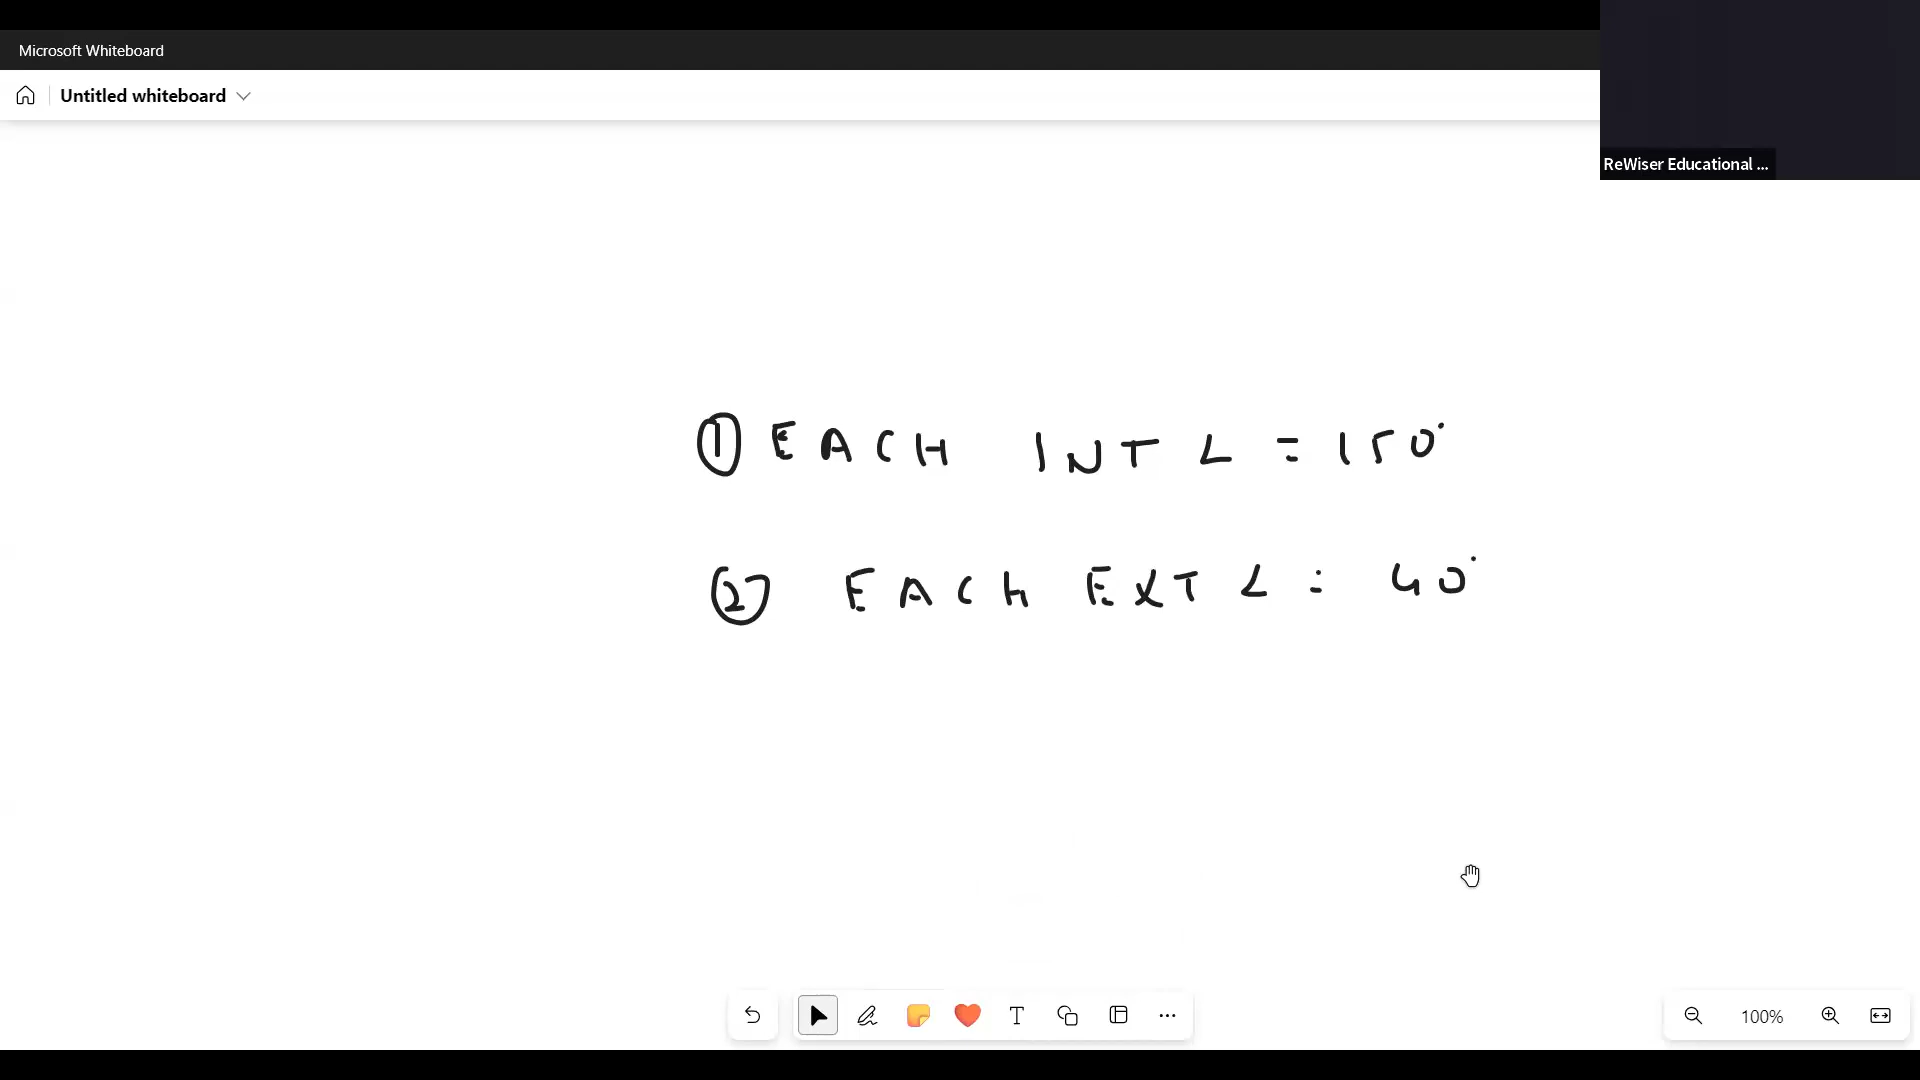 Microsoft Whiteboard
Untitled whiteboard
ReWiser Educational ...
① EACH INT ∠ = 150°
② EACH EXT ∠ = 40°
100%